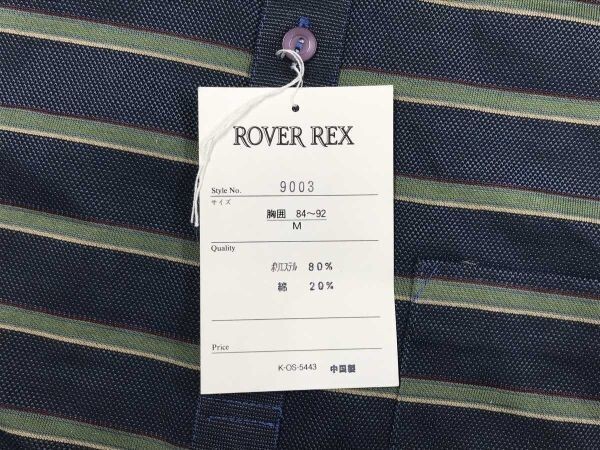 ROVER REX
Style No. 9003
サイズ
胸囲 84〜92
M
Quality
ポリエステル 80%
綿 20%
Price
K-OS-5443 中国製